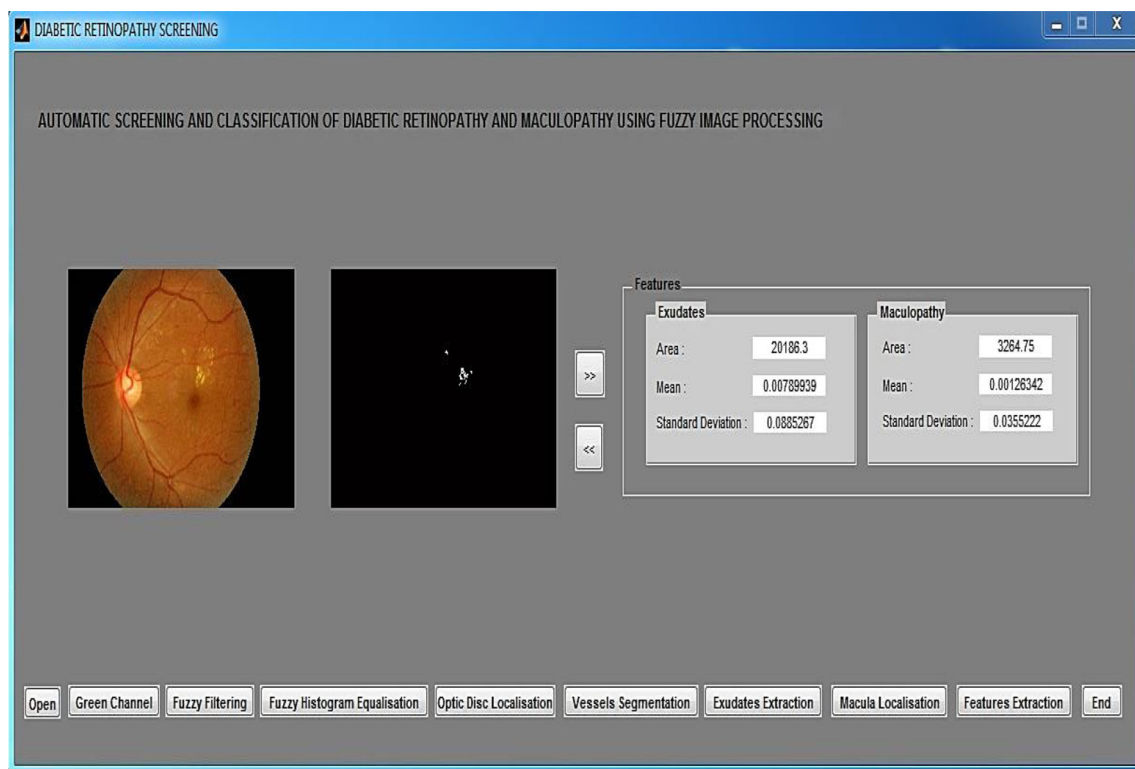 DIABETIC RETINOPATHY SCREENING
X
AUTOMATIC SCREENING AND CLASSIFICATION OF DIABETIC RETINOPATHY AND MACULOPATHY USING FUZZY IMAGE PROCESSING
>>
<<
Features
Exudates
Area : 20186.3
Mean : 0.00789939
Standard Deviation : 0.0885267
Maculopathy
Area : 3264.75
Mean : 0.00126342
Standard Deviation : 0.0355222
Open Green Channel Fuzzy Filtering Fuzzy Histogram Equalisation Optic Disc Localisation Vessels Segmentation Exudates Extraction Macula Localisation Features Extraction End